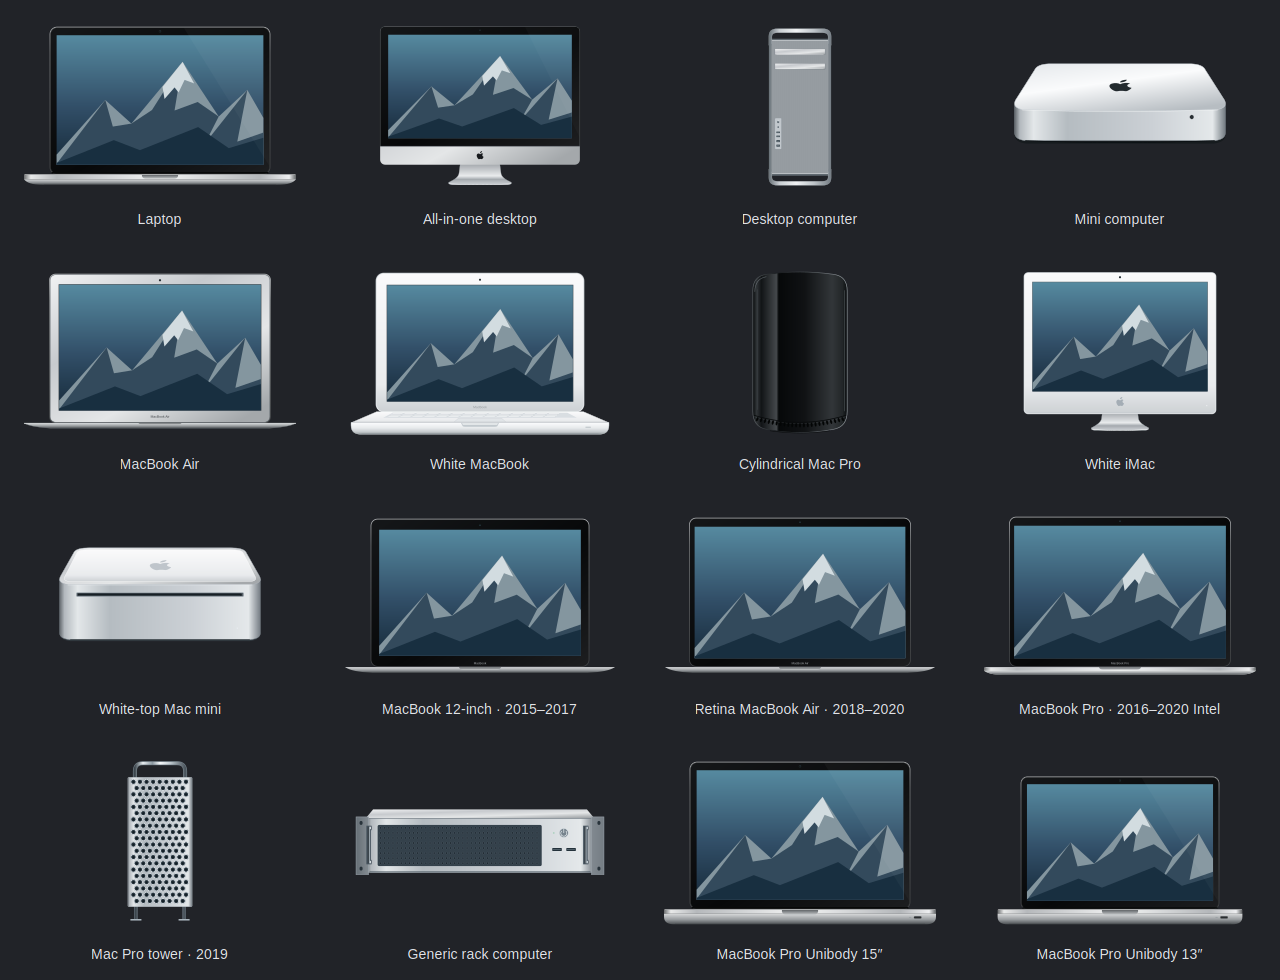 Laptop
All-in-one desktop
Desktop computer
Mini computer
MacBook Air
White MacBook
Cylindrical Mac Pro
White iMac
White-top Mac mini
MacBook 12-inch · 2015–2017
Retina MacBook Air · 2018–2020
MacBook Pro · 2016–2020 Intel
Mac Pro tower · 2019
Generic rack computer
MacBook Pro Unibody 15″
MacBook Pro Unibody 13″